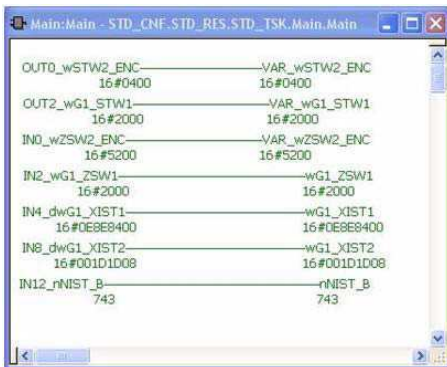 Main:Main - STD_CNF.STD_RES.STD_TSK.Main.Main
OUT0_wSTW2_ENC VAR_wSTW2_ENC
16#0400 16#0400
OUT2_wG1_STW1 VAR_wG1_STW1
16#2000 16#2000
IN0_wZSW2_ENC VAR_wZSW2_ENC
16#5200 16#5200
IN2_wG1_ZSW1 wG1_ZSW1
16#2000 16#2000
IN4_dwG1_XIST1 wG1_XIST1
16#0E8E8400 16#0E8E8400
IN8_dwG1_XIST2 wG1_XIST2
16#001D1D08 16#001D1D08
IN12_nNIST_B nNIST_B
743 743